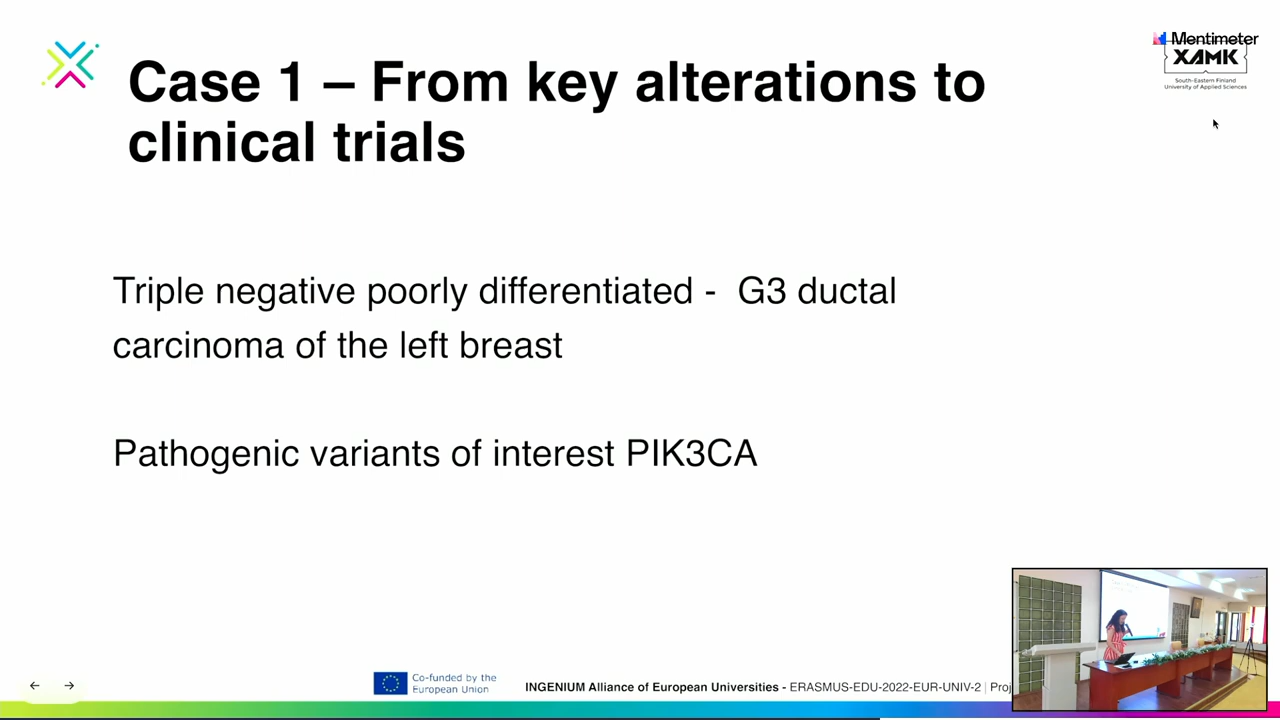 Mentimeter
XAMK
South-Eastern Finland
University of Applied Sciences
Case 1 – From key alterations to
clinical trials
Triple negative poorly differentiated - G3 ductal
carcinoma of the left breast
Pathogenic variants of interest PIK3CA
Co-funded by the
European Union
INGENIUM Alliance of European Universities - ERASMUS-EDU-2022-EUR-UNIV-2 | Proj